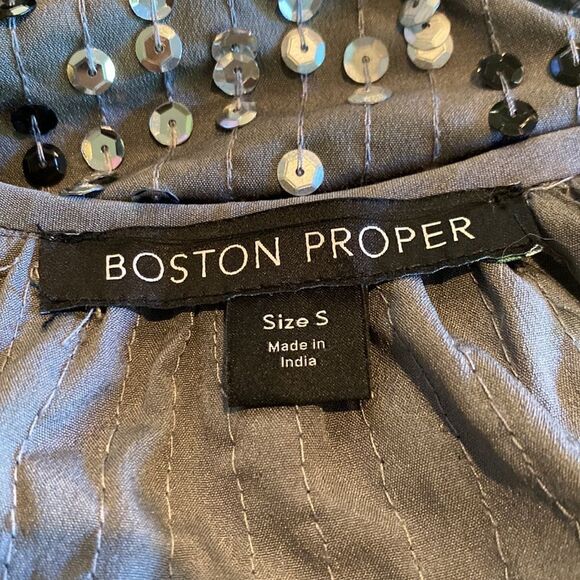 BOSTON PROPER
Size S
Made in
India